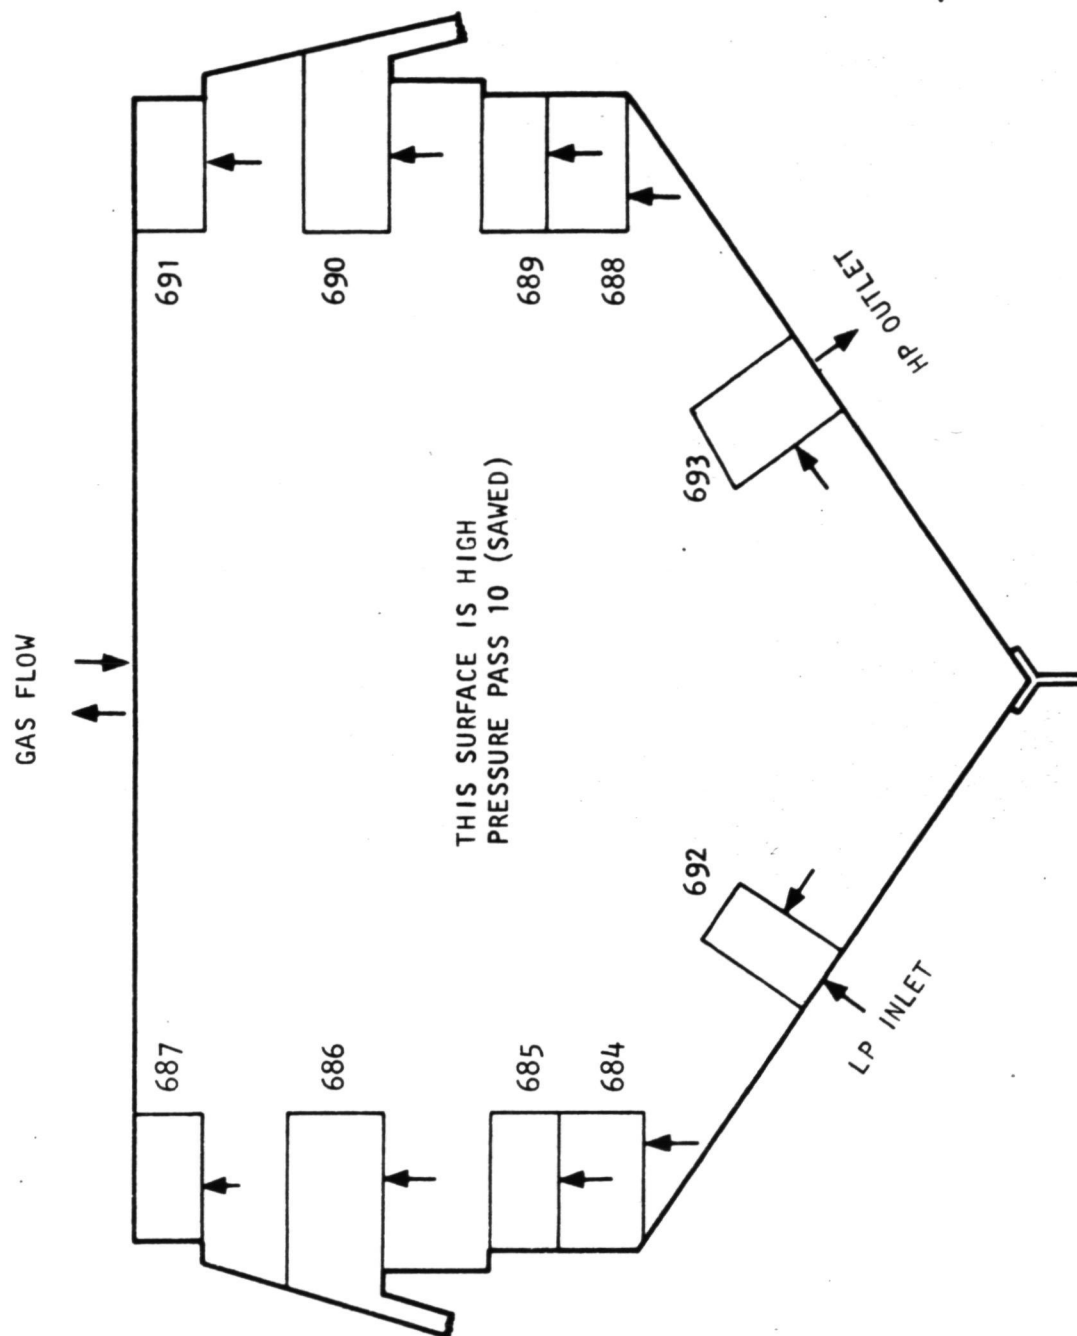 GAS FLOW
691
690
689
688
HP OUTLET
693
THIS SURFACE IS HIGH
PRESSURE PASS 10 (SAWED)
692
LP INLET
687
686
685
684